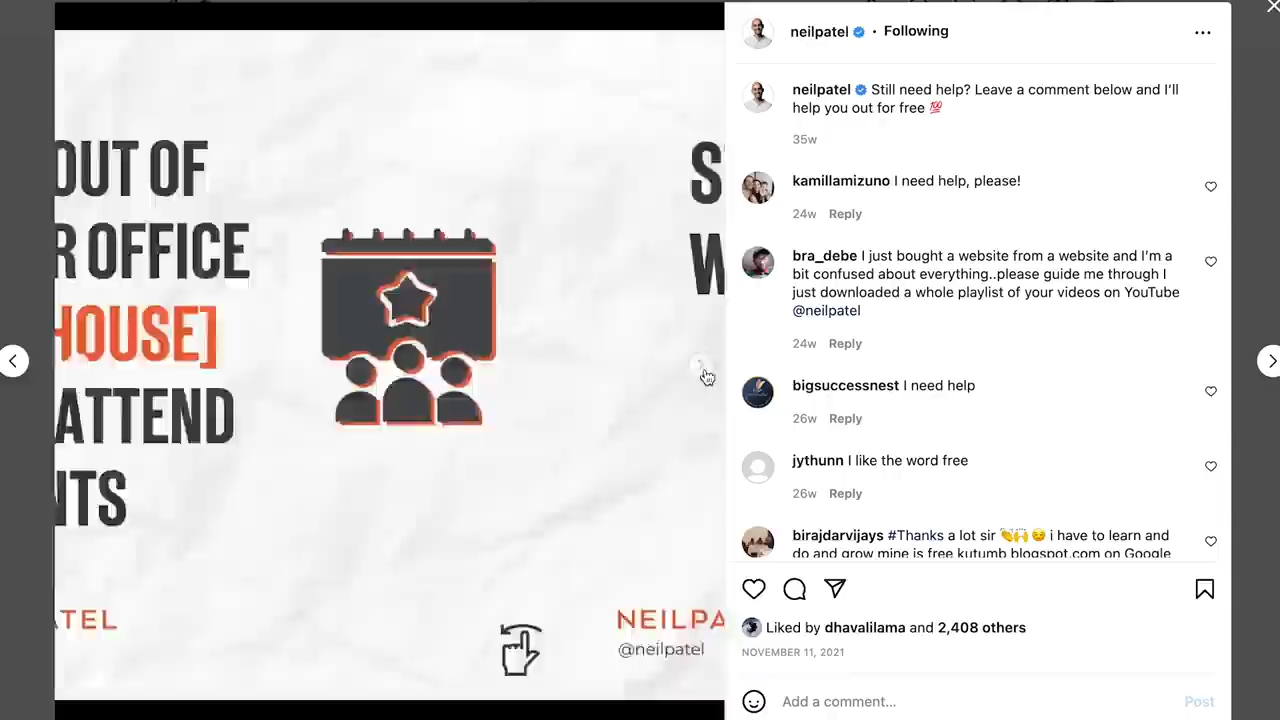 OUT OF
R OFFICE
HOUSE]
ATTEND
NTS
S
W
ATEL
NEILPA
@neilpatel
neilpatel • Following
neilpatel Still need help? Leave a comment below and I'll
help you out for free 💯
35w
kamillamizuno I need help, please!
24w Reply
bra_debe I just bought a website from a website and I'm a
bit confused about everything..please guide me through I
just downloaded a whole playlist of your videos on YouTube
@neilpatel
24w Reply
bigsuccessnest I need help
26w Reply
jythunn I like the word free
26w Reply
birajdarvijays #Thanks a lot sir 👏🙌😏 i have to learn and
do and grow mine is free kutumb blogspot.com on Google
Liked by dhavalilama and 2,408 others
NOVEMBER 11, 2021
Add a comment... Post